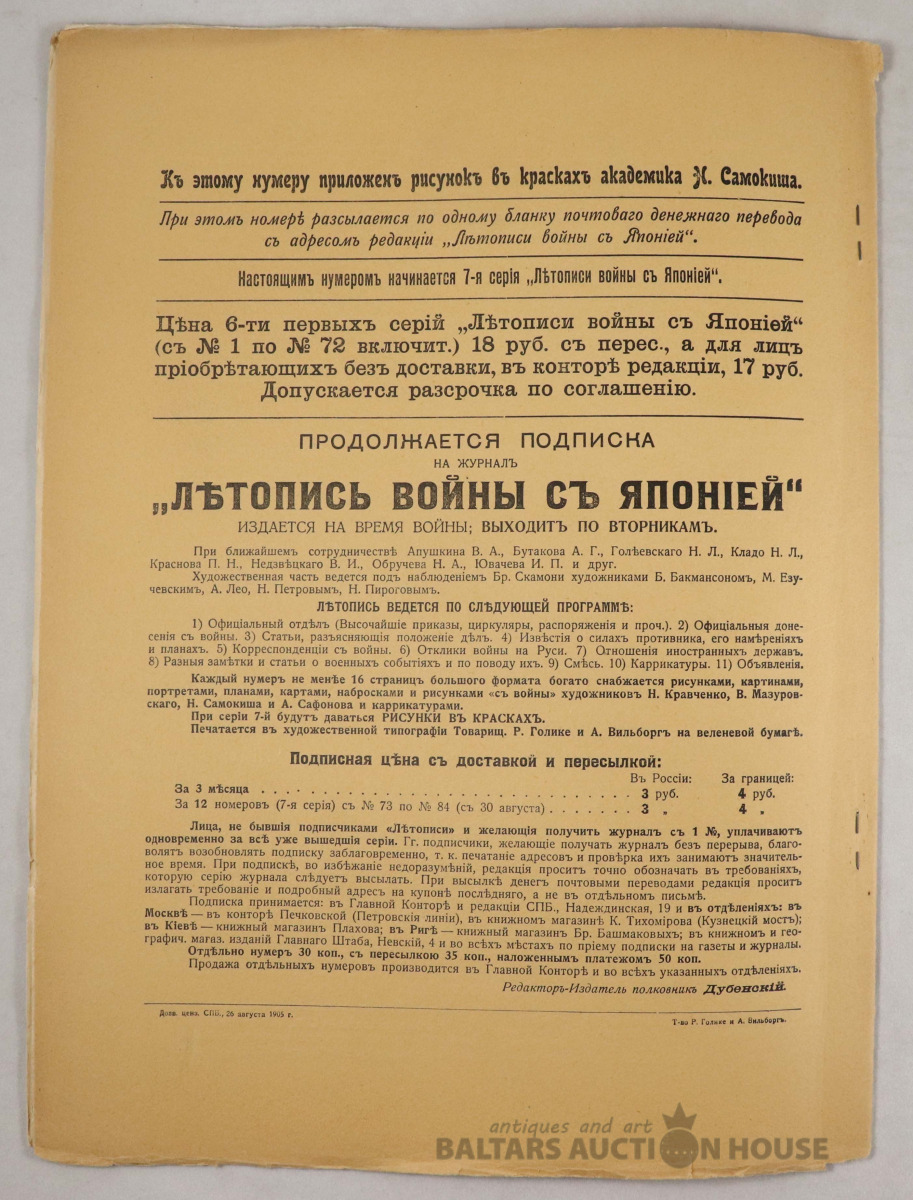 Къ этому нумеру приложенъ рисунокъ въ краскахъ академика Н. Самокиша.
При этомъ номерѣ разсылается по одному бланку почтоваго денежнаго перевода
съ адресомъ редакціи „Лѣтописи войны съ Японіей“.
Настоящимъ нумеромъ начинается 7-я серія „Лѣтописи войны съ Японіей“.
Цѣна 6-ти первыхъ серій „Лѣтописи войны съ Японіей“
(съ № 1 по № 72 включит.) 18 руб. съ перес., а для лицъ
пріобрѣтающихъ безъ доставки, въ конторѣ редакціи, 17 руб.
Допускается разсрочка по соглашенію.
ПРОДОЛЖАЕТСЯ ПОДПИСКА
НА ЖУРНАЛЪ
„ЛѢТОПИСЬ ВОЙНЫ СЪ ЯПОНІЕЙ“
ИЗДАЕТСЯ НА ВРЕМЯ ВОЙНЫ; ВЫХОДИТЪ ПО ВТОРНИКАМЪ.
При ближайшемъ сотрудничествѣ Апушкина В. А., Бутакова А. Г., Голѣевскаго Н. Л., Кладо Н. Л.,
Краснова П. Н., Недзвѣцкаго В. И., Обручева Н. А., Ювачева И. П. и друг.
Художественная часть ведется подъ наблюденіемъ Бр. Скамони художниками Б. Бакмансономъ, М. Езу-
чевскимъ, А. Лео, Н. Петровымъ, Н. Пироговымъ.
ЛѢТОПИСЬ ВЕДЕТСЯ ПО СЛѢДУЮЩЕЙ ПРОГРАММѢ:
1) Официіальный отдѣлъ (Высочайшіе приказы, циркуляры, распоряженія и проч.). 2) Официіальныя доне-
сенія съ войны. 3) Статьи, разъясняющія положеніе дѣлъ. 4) Извѣстія о силахъ противника, его намѣреніяхъ
и планахъ. 5) Корреспонденціи съ войны. 6) Отклики войны на Руси. 7) Отношенія иностранныхъ державъ.
8) Разныя замѣтки и статьи о военныхъ событіяхъ и по поводу ихъ. 9) Смѣсь. 10) Каррикатуры. 11) Объявленія.
Каждый нумеръ не менѣе 16 страницъ большого формата богато снабжается рисунками, картинами,
портретами, планами, картами, набросками и рисунками «съ войны» художниковъ Н. Кравченко, В. Мазуров-
скаго, Н. Самокиша и А. Сафонова и каррикатурами.
При серіи 7-й будутъ даваться РИСУНКИ ВЪ КРАСКАХЪ.
Печатается въ художественной типографіи Товарищ. Р. Голике и А. Вильборгъ на веленевой бумагѣ.
Подписная цѣна съ доставкой и пересылкой:
Въ Россіи: За границей:
За 3 мѣсяца . . . 3 руб. 4 руб.
За 12 номеровъ (7-я серія) съ № 73 по № 84 (съ 30 августа) . . . 3 „ 4 „
Лица, не бывшія подписчиками «Лѣтописи» и желающія получить журналъ съ 1 №, уплачиваютъ
одновременно за всѣ уже вышедшія серіи. Гг. подписчики, желающіе получать журналъ безъ перерыва, благо-
волятъ возобновлять подписку заблаговременно, т. к. печатаніе адресовъ и провѣрка ихъ занимаютъ значитель-
ное время. При подпискѣ, во избѣжаніе недоразумѣній, редакція проситъ точно обозначать въ требованіяхъ,
которую серію журнала слѣдуетъ высылать. При высылкѣ денегъ почтовыми переводами редакція проситъ
излагать требованіе и подробный адресъ на купонѣ послѣдняго, а не въ отдѣльномъ письмѣ.
Подписка принимается: въ Главной Конторѣ и редакціи СПБ., Надеждинская, 19 и въ отдѣленіяхъ: въ
Москвѣ — въ конторѣ Печковской (Петровскія линіи), въ книжномъ магазинѣ К. Тихомірова (Кузнецкій мостъ);
въ Кіевѣ — книжный магазинъ Плахова; въ Ригѣ — книжный магазинъ Бр. Башмаковыхъ; въ книжномъ и гео-
графич. магаз. изданій Главнаго Штаба, Невскій, 4 и во всѣхъ мѣстахъ по пріему подписки на газеты и журналы.
Отдѣльно нумеръ 30 коп., съ пересылкою 35 коп., наложеннымъ платежомъ 50 коп.
Продажа отдѣльныхъ нумеровъ производится въ Главной Конторѣ и во всѣхъ указанныхъ отдѣленіяхъ.
Редакторъ-Издатель полковникъ Дубенскій.
Дозв. ценз. СПБ., 26 августа 1905 г.
Т-во Р. Голике и А. Вильборгъ.
antiques and art
BALTARS AUCTION HOUSE